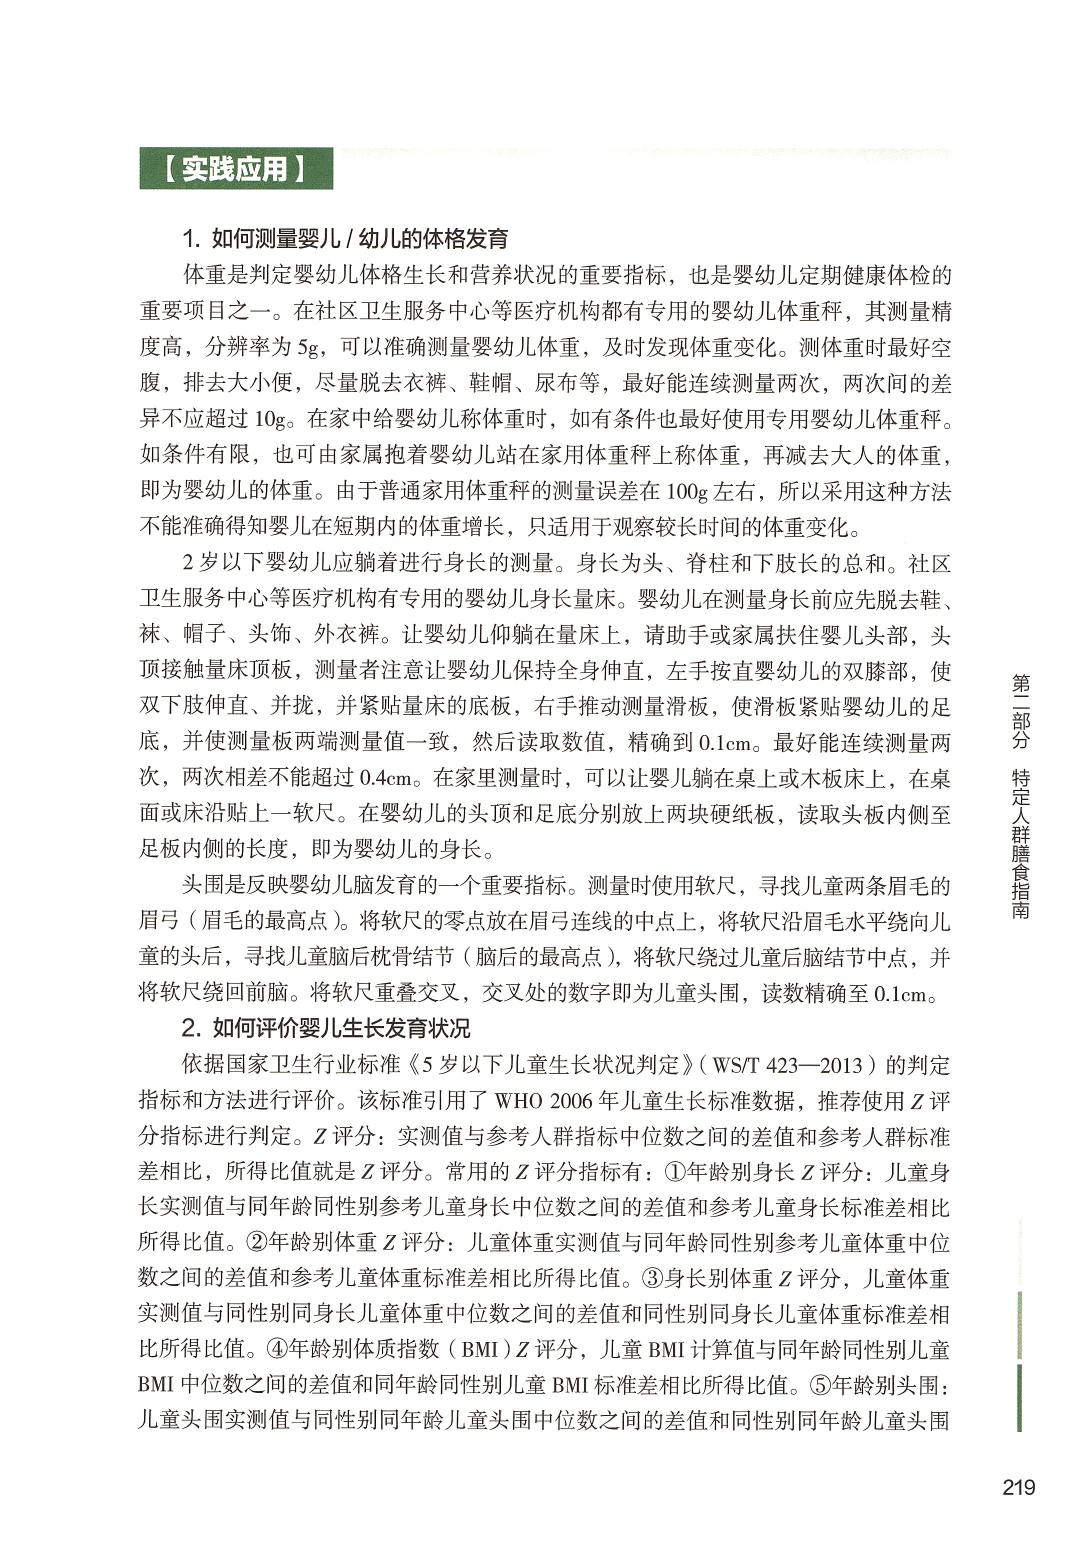 【实践应用】
1. 如何测量婴儿 / 幼儿的体格发育
体重是判定婴幼儿体格生长和营养状况的重要指标，也是婴幼儿定期健康体检的
重要项目之一。在社区卫生服务中心等医疗机构都有专用的婴幼儿体重秤，其测量精
度高，分辨率为 5g，可以准确测量婴幼儿体重，及时发现体重变化。测体重时最好空
腹，排去大小便，尽量脱去衣裤、鞋帽、尿布等，最好能连续测量两次，两次间的差
异不应超过 10g。在家中给婴幼儿称体重时，如有条件也最好使用专用婴幼儿体重秤。
如条件有限，也可由家属抱着婴幼儿站在家用体重秤上称体重，再减去大人的体重，
即为婴幼儿的体重。由于普通家用体重秤的测量误差在 100g 左右，所以采用这种方法
不能准确得知婴儿在短期内的体重增长，只适用于观察较长时间的体重变化。
2 岁以下婴幼儿应躺着进行身长的测量。身长为头、脊柱和下肢长的总和。社区
卫生服务中心等医疗机构有专用的婴幼儿身长量床。婴幼儿在测量身长前应先脱去鞋、
袜、帽子、头饰、外衣裤。让婴幼儿仰躺在量床上，请助手或家属扶住婴儿头部，头
顶接触量床顶板，测量者注意让婴幼儿保持全身伸直，左手按直婴幼儿的双膝部，使
双下肢伸直、并拢，并紧贴量床的底板，右手推动测量滑板，使滑板紧贴婴幼儿的足
底，并使测量板两端测量值一致，然后读取数值，精确到 0.1cm。最好能连续测量两
次，两次相差不能超过 0.4cm。在家里测量时，可以让婴儿躺在桌上或木板床上，在桌
面或床沿贴上一软尺。在婴幼儿的头顶和足底分别放上两块硬纸板，读取头板内侧至
足板内侧的长度，即为婴幼儿的身长。
头围是反映婴幼儿脑发育的一个重要指标。测量时使用软尺，寻找儿童两条眉毛的
眉弓（眉毛的最高点）。将软尺的零点放在眉弓连线的中点上，将软尺沿眉毛水平绕向儿
童的头后，寻找儿童脑后枕骨结节（脑后的最高点），将软尺绕过儿童后脑结节中点，并
将软尺绕回前脑。将软尺重叠交叉，交叉处的数字即为儿童头围，读数精确至 0.1cm。
2. 如何评价婴儿生长发育状况
依据国家卫生行业标准《5 岁以下儿童生长状况判定》（WS/T 423—2013）的判定
指标和方法进行评价。该标准引用了 WHO 2006 年儿童生长标准数据，推荐使用 Z 评
分指标进行判定。Z 评分：实测值与参考人群指标中位数之间的差值和参考人群标准
差相比，所得比值就是 Z 评分。常用的 Z 评分指标有：①年龄别身长 Z 评分：儿童身
长实测值与同年龄同性别参考儿童身长中位数之间的差值和参考儿童身长标准差相比
所得比值。②年龄别体重 Z 评分：儿童体重实测值与同年龄同性别参考儿童体重中位
数之间的差值和参考儿童体重标准差相比所得比值。③身长别体重 Z 评分，儿童体重
实测值与同性别同身长儿童体重中位数之间的差值和同性别同身长儿童体重标准差相
比所得比值。④年龄别体质指数（BMI）Z 评分，儿童 BMI 计算值与同年龄同性别儿童
BMI 中位数之间的差值和同年龄同性别儿童 BMI 标准差相比所得比值。⑤年龄别头围：
儿童头围实测值与同性别同年龄儿童头围中位数之间的差值和同性别同年龄儿童头围
第二部分 特定人群膳食指南
219